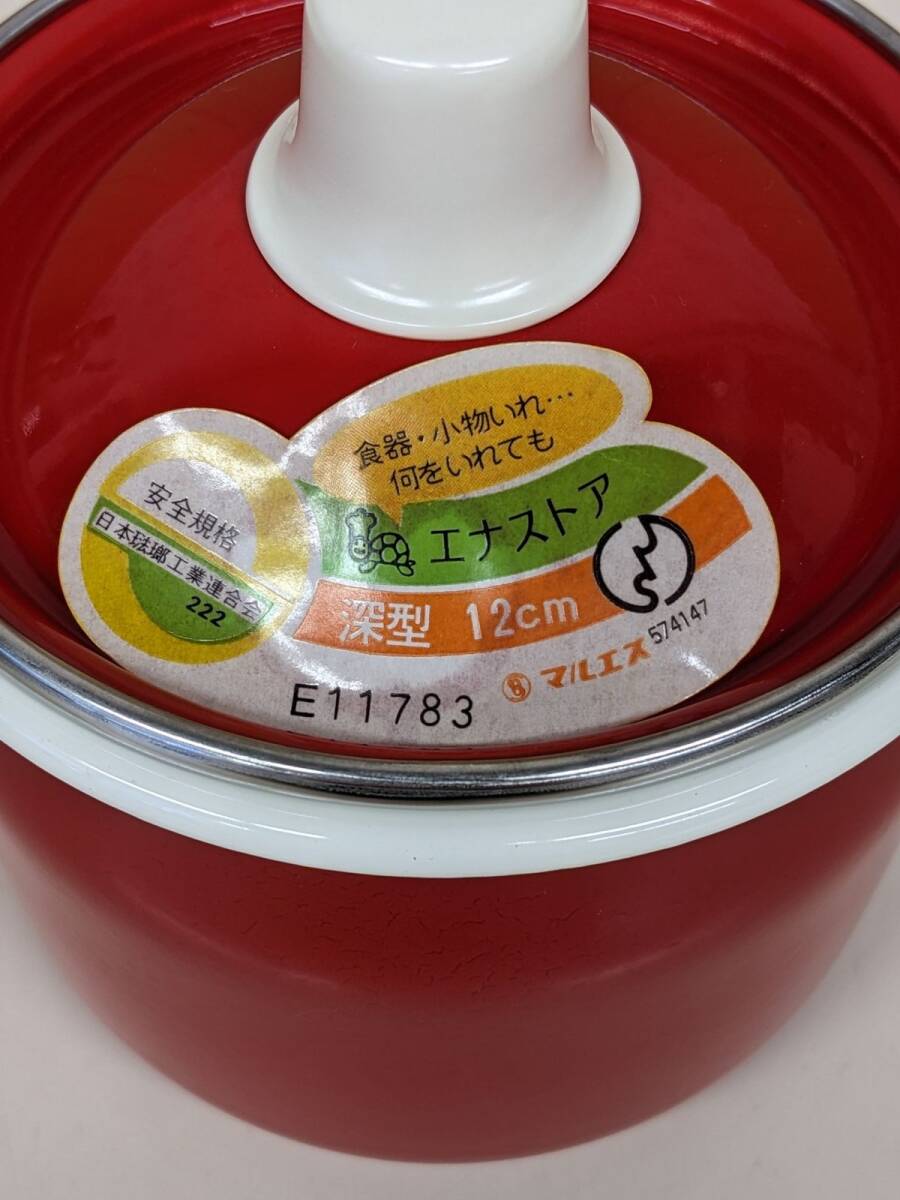 食器・小物いれ…
何をいれても
エナストア
深型 12cm
574147
マルエス
E11783
安全規格
日本琺瑯工業連合会
222